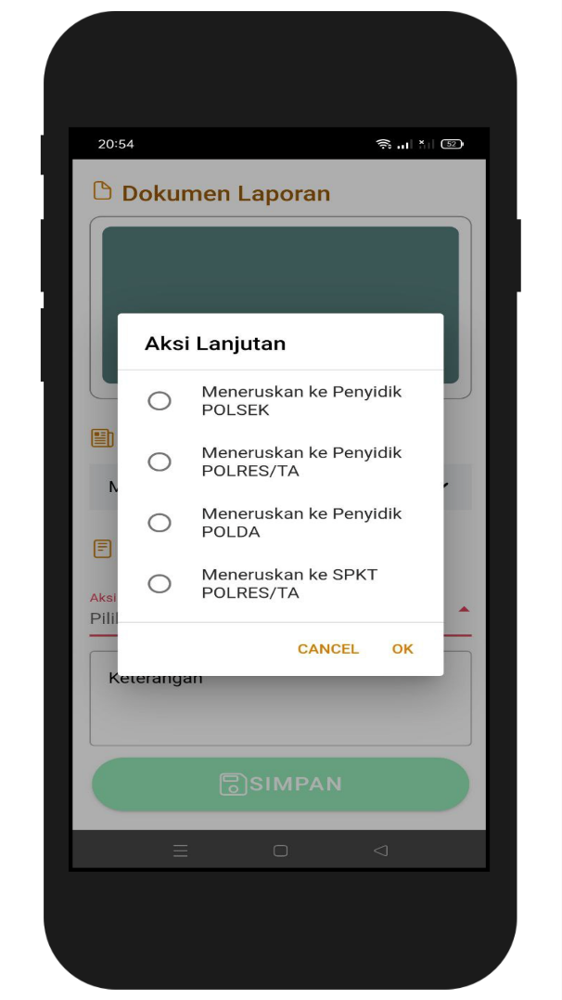 20:54
52
Dokumen Laporan
Aksi Lanjutan
Meneruskan ke Penyidik
POLSEK
Meneruskan ke Penyidik
POLRES/TA
Meneruskan ke Penyidik
POLDA
Meneruskan ke SPKT
POLRES/TA
Aksi
CANCEL OK
Keterangan
SIMPAN